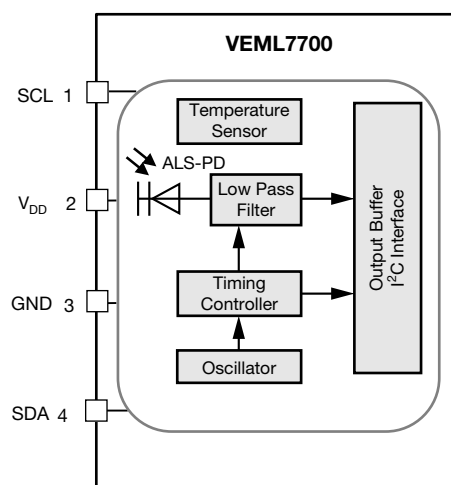 VEML7700
SCL 1
Temperature
Sensor
ALS-PD
V_DD 2
Low Pass
Filter
Output Buffer
I²C Interface
GND 3
Timing
Controller
Oscillator
SDA 4